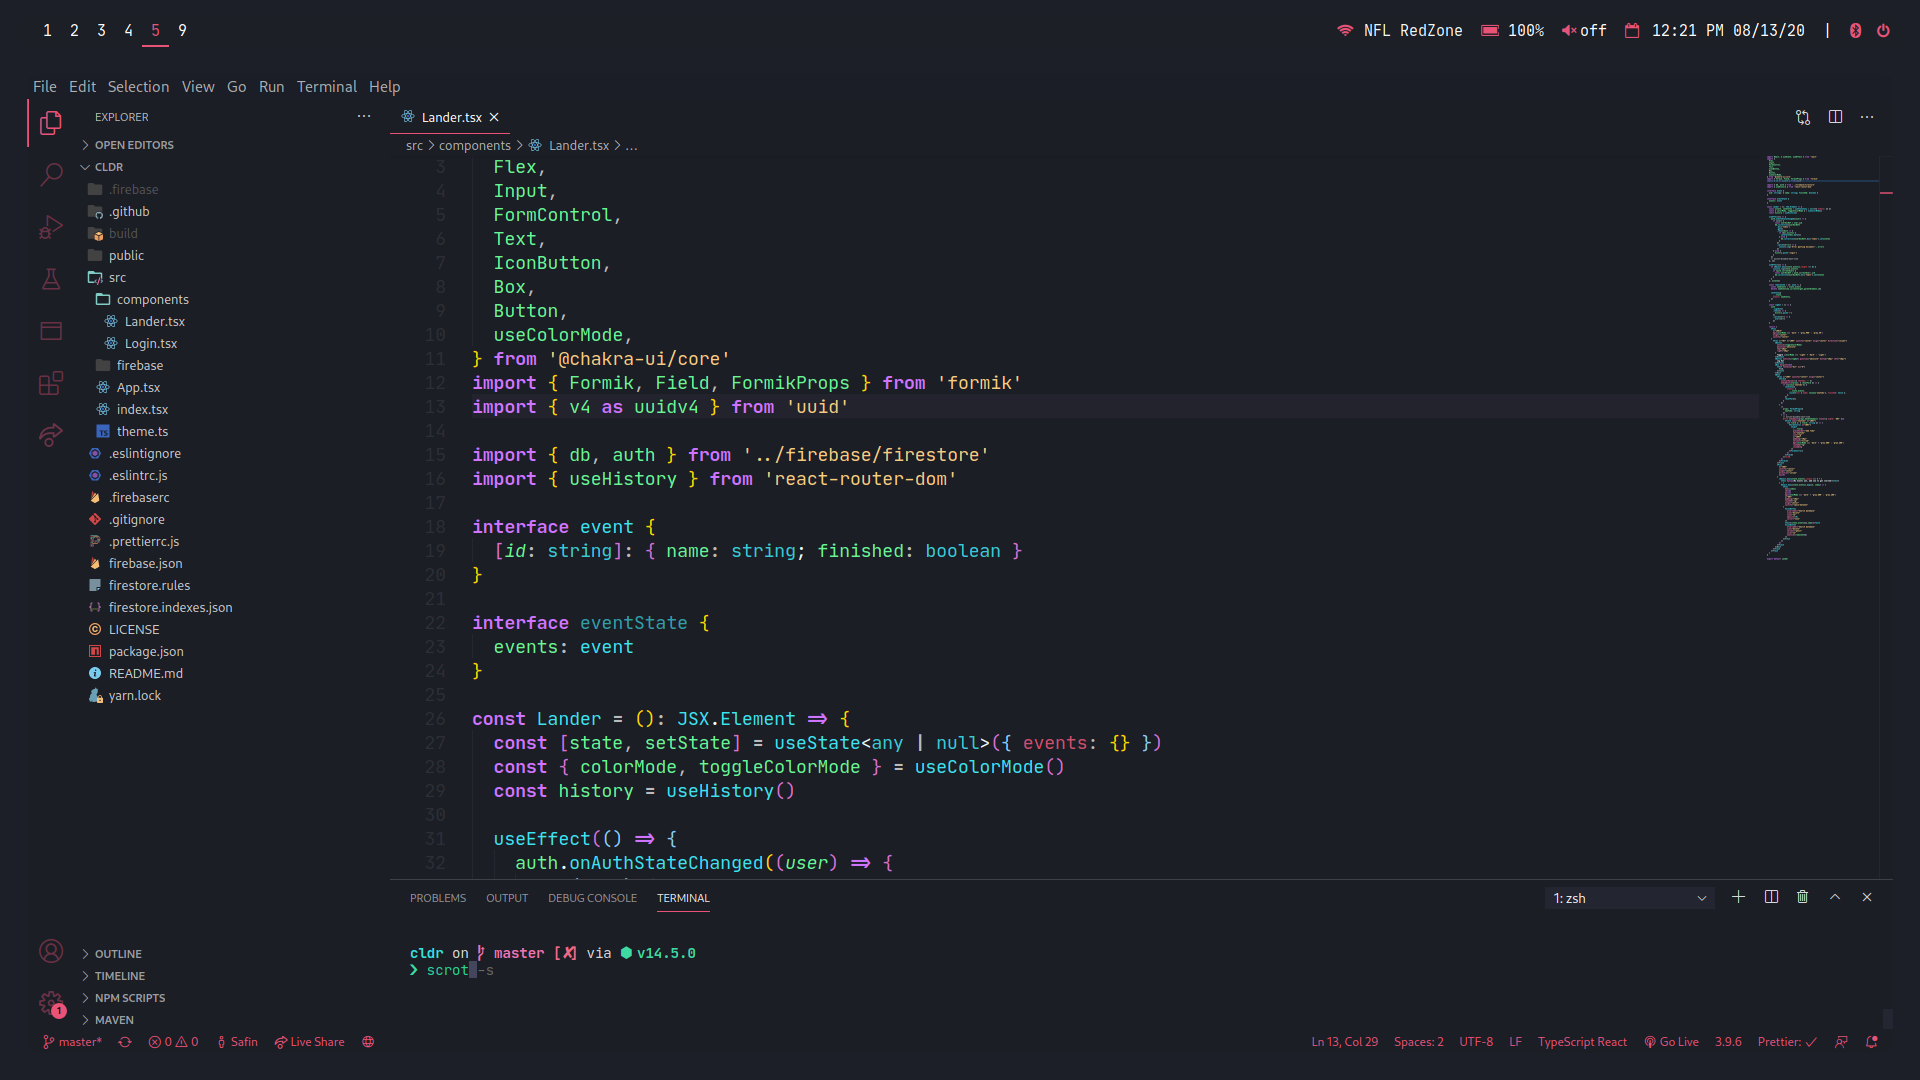 1 2 3 4 5 9
NFL RedZone 100% off 12:21 PM 08/13/20 |
File Edit Selection View Go Run Terminal Help
EXPLORER ...
OPEN EDITORS
CLDR
.firebase
.github
build
public
src
components
Lander.tsx
Login.tsx
firebase
App.tsx
index.tsx
theme.ts
.eslintignore
.eslintrc.js
.firebaserc
.gitignore
.prettierrc.js
firebase.json
firestore.rules
firestore.indexes.json
LICENSE
package.json
README.md
yarn.lock
OUTLINE
TIMELINE
NPM SCRIPTS
MAVEN
1
Lander.tsx
src > components > Lander.tsx > ...
3 Flex,
4 Input,
5 FormControl,
6 Text,
7 IconButton,
8 Box,
9 Button,
10 useColorMode,
11 } from '@chakra-ui/core'
12 import { Formik, Field, FormikProps } from 'formik'
13 import { v4 as uuidv4 } from 'uuid'
14
15 import { db, auth } from '../firebase/firestore'
16 import { useHistory } from 'react-router-dom'
17
18 interface event {
19 [id: string]: { name: string; finished: boolean }
20 }
21
22 interface eventState {
23 events: event
24 }
25
26 const Lander = (): JSX.Element => {
27 const [state, setState] = useState<any | null>({ events: {} })
28 const { colorMode, toggleColorMode } = useColorMode()
29 const history = useHistory()
30
31 useEffect(() => {
32 auth.onAuthStateChanged((user) => {
PROBLEMS OUTPUT DEBUG CONSOLE TERMINAL
1: zsh
cldr on master [✘] via ⬢ v14.5.0
❯ scrot -s
master* 0 0 Safin Live Share
Ln 13, Col 29 Spaces: 2 UTF-8 LF TypeScript React Go Live 3.9.6 Prettier: ✓